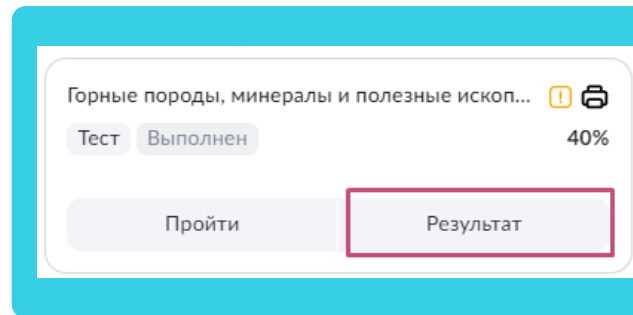 Горные породы, минералы и полезные ископ...
Тест Выполнен 40%
Пройти Результат